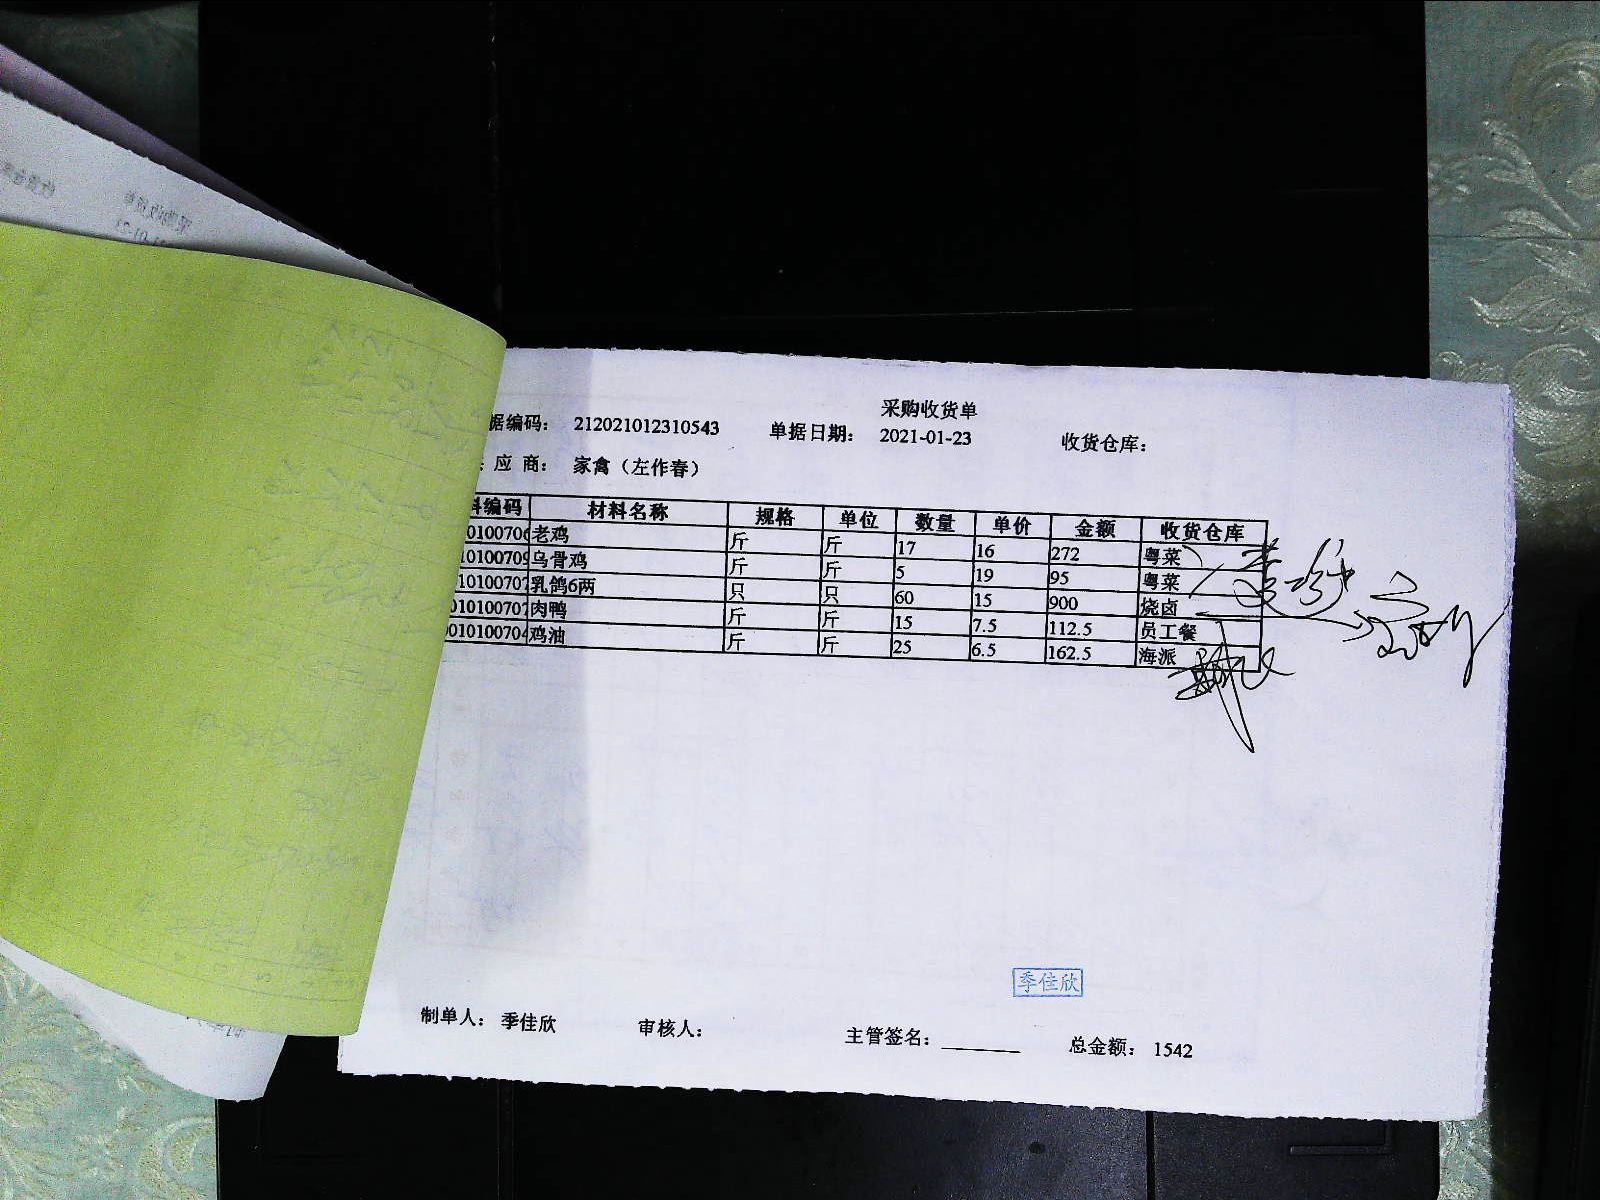 采购收货单
据编码： 212021012310543 单据日期： 2021-01-23 收货仓库：
应 商： 家禽（左作春）
料编码 材料名称 规格 单位 数量 单价 金额 收货仓库
010100706 老鸡 斤 斤 17 16 272 粤菜
10100709 乌骨鸡 斤 斤 5 19 95 粤菜
10100707 乳鸽6两 只 只 60 15 900 烧卤
010100707 肉鸭 斤 斤 15 7.5 112.5 员工餐
0010100704 鸡油 斤 斤 25 6.5 162.5 海派
季佳欣
制单人： 季佳欣 审核人： 主管签名： 总金额： 1542